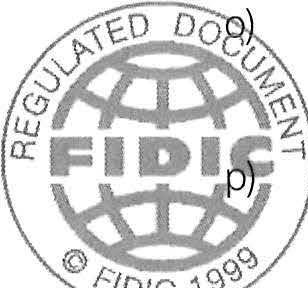 REGULATED DOCUMENT
o)
FIDIC
p)
© FIDIC 1999